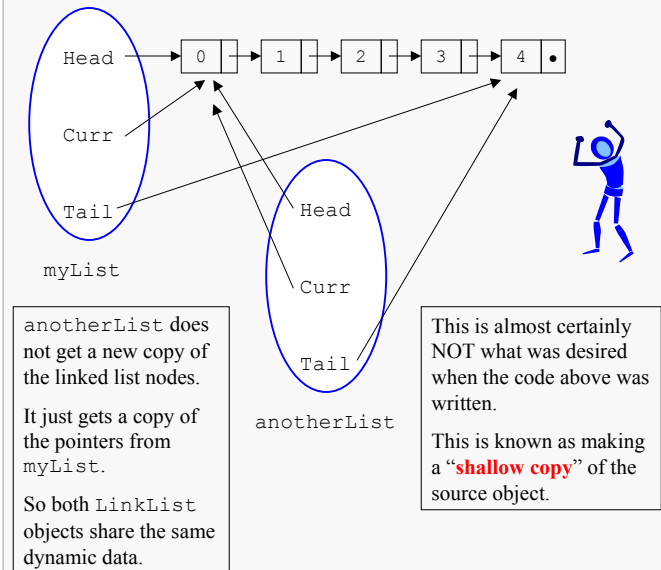 Head
0 1 2 3 4
Curr
Tail
myList
Head
Curr
Tail
anotherList
anotherList does
not get a new copy of
the linked list nodes.
It just gets a copy of
the pointers from
myList.
So both LinkList
objects share the same
dynamic data.
This is almost certainly
NOT what was desired
when the code above was
written.
This is known as making
a “shallow copy” of the
source object.